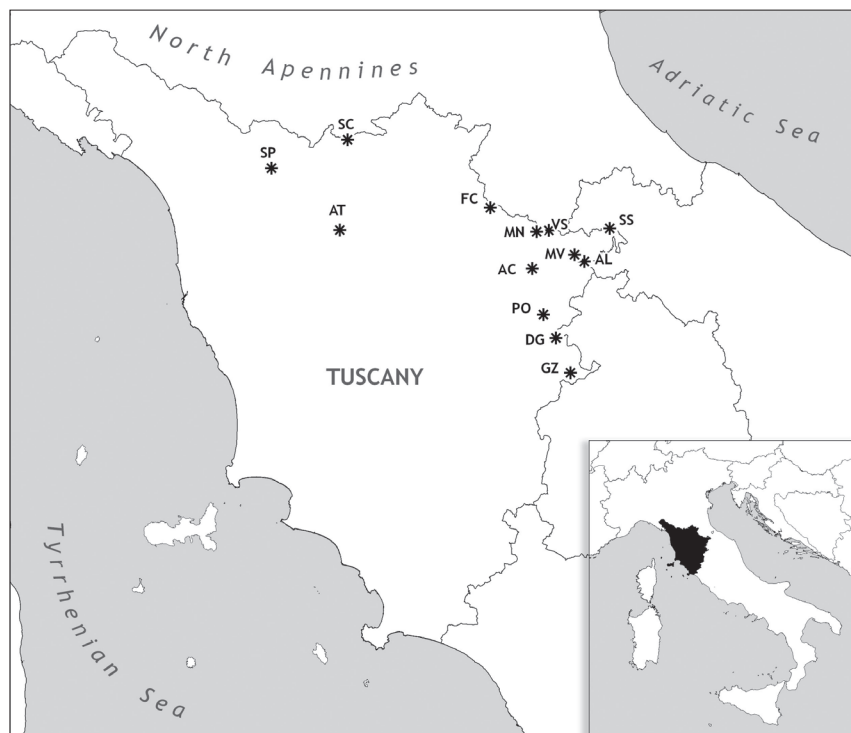 North Apennines
Adriatic Sea
SC
SP
FC
AT
SS
VS
MN
MV
AL
AC
PO
DG
GZ
TUSCANY
Tyrrhenian Sea